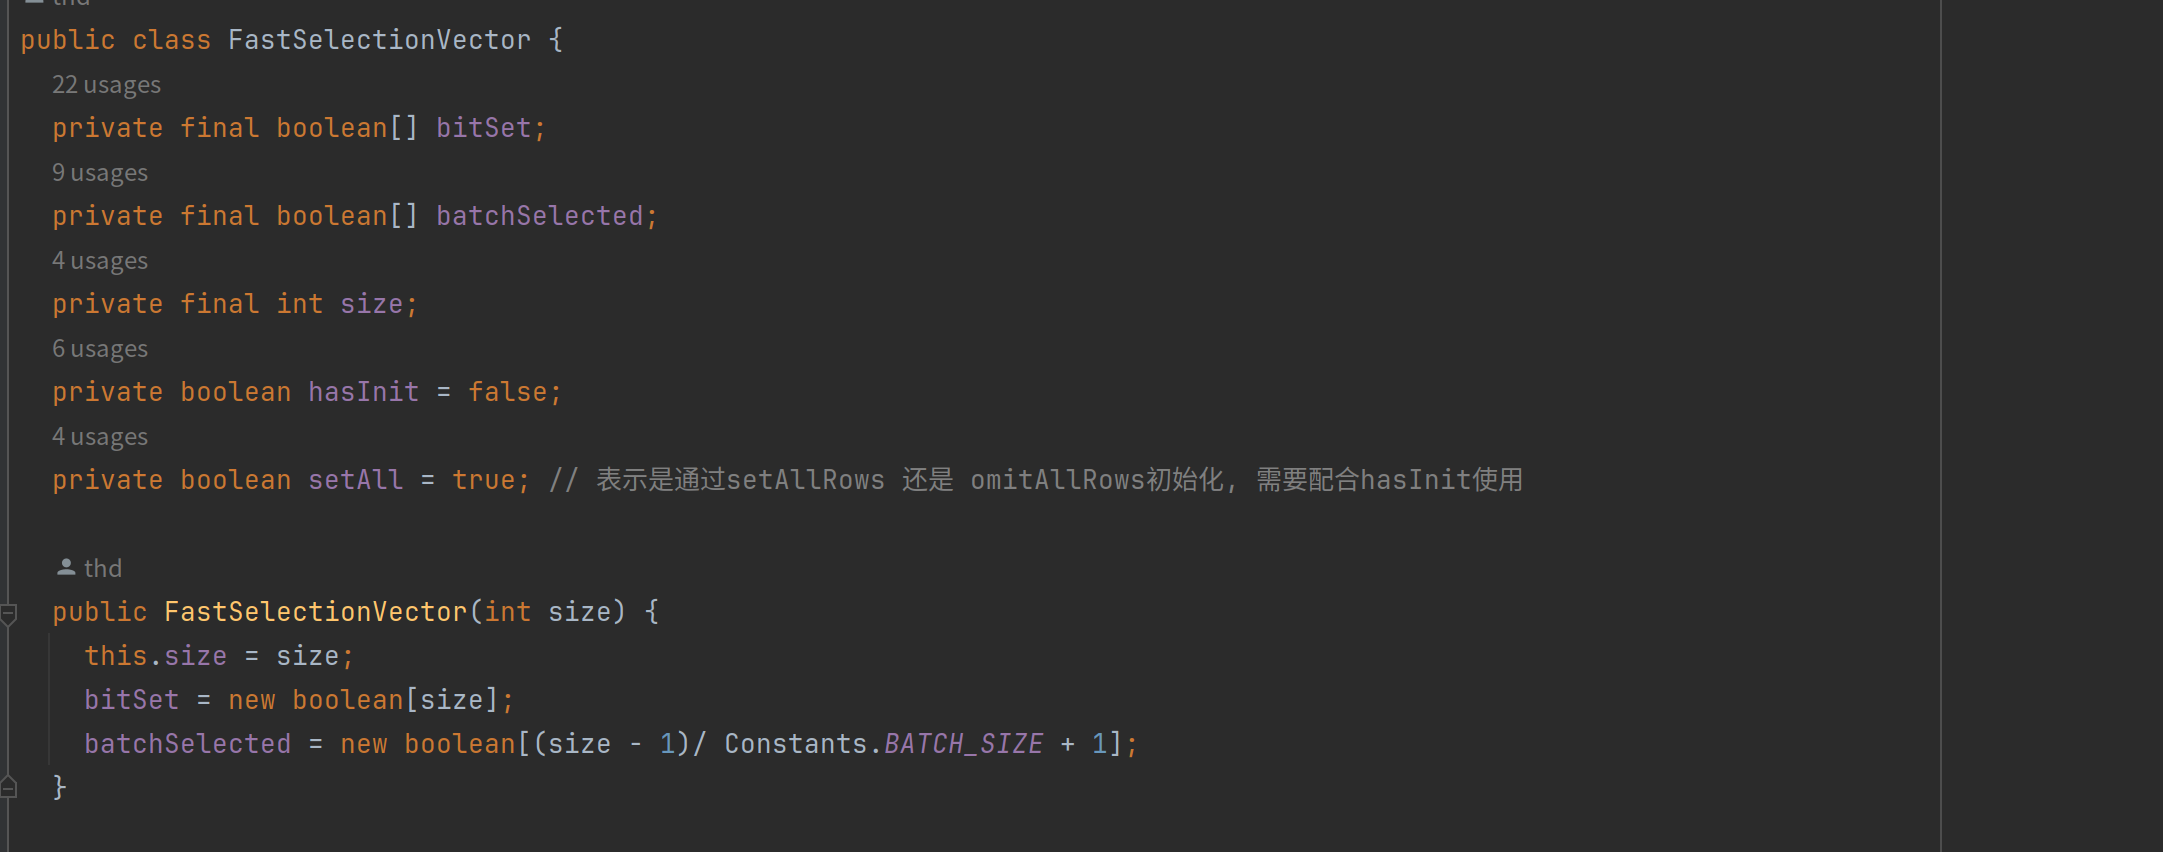 thd
public class FastSelectionVector {
22 usages
private final boolean[] bitSet;
9 usages
private final boolean[] batchSelected;
4 usages
private final int size;
6 usages
private boolean hasInit = false;
4 usages
private boolean setAll = true; // 表示是通过setAllRows 还是 omitAllRows初始化, 需要配合hasInit使用
thd
public FastSelectionVector(int size) {
this.size = size;
bitSet = new boolean[size];
batchSelected = new boolean[(size - 1)/ Constants.BATCH_SIZE + 1];
}